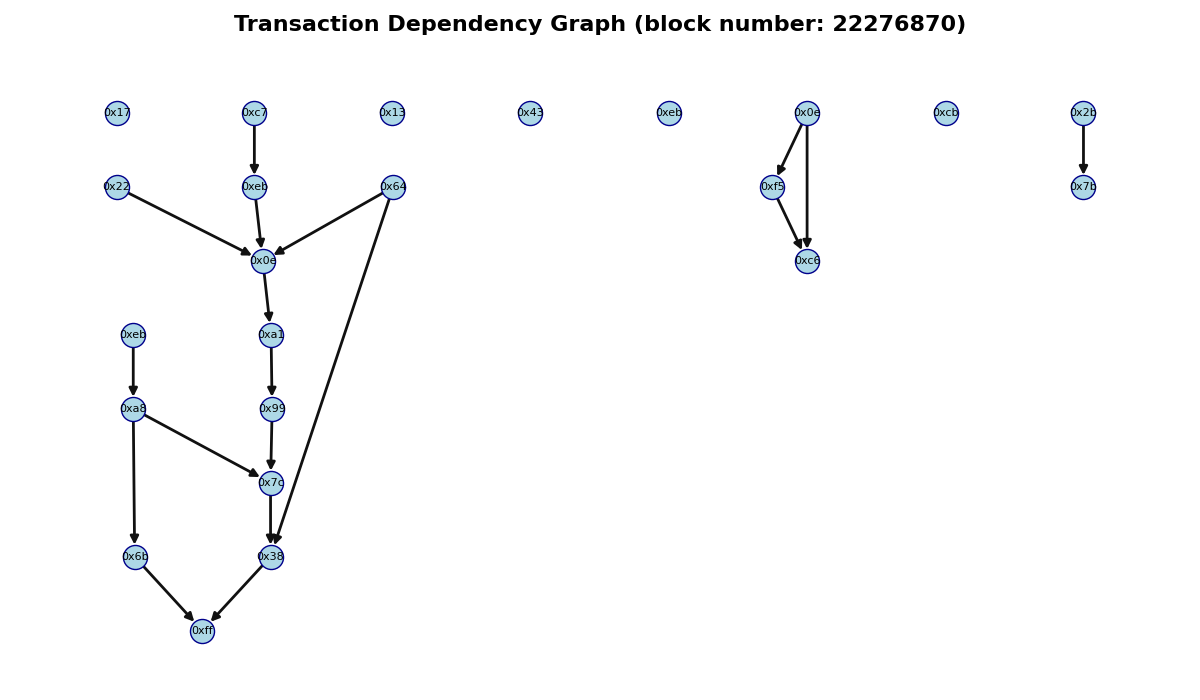 Transaction Dependency Graph (block number: 22276870)
0x17 0xc7 0x13 0x43 0xeb 0x0e 0xcb 0x2b
0x22 0xeb 0x64 0xf5 0x7b
0x0e 0xc6
0xeb 0xa1
0xa8 0x99
0x7c
0x6b 0x38
0xff